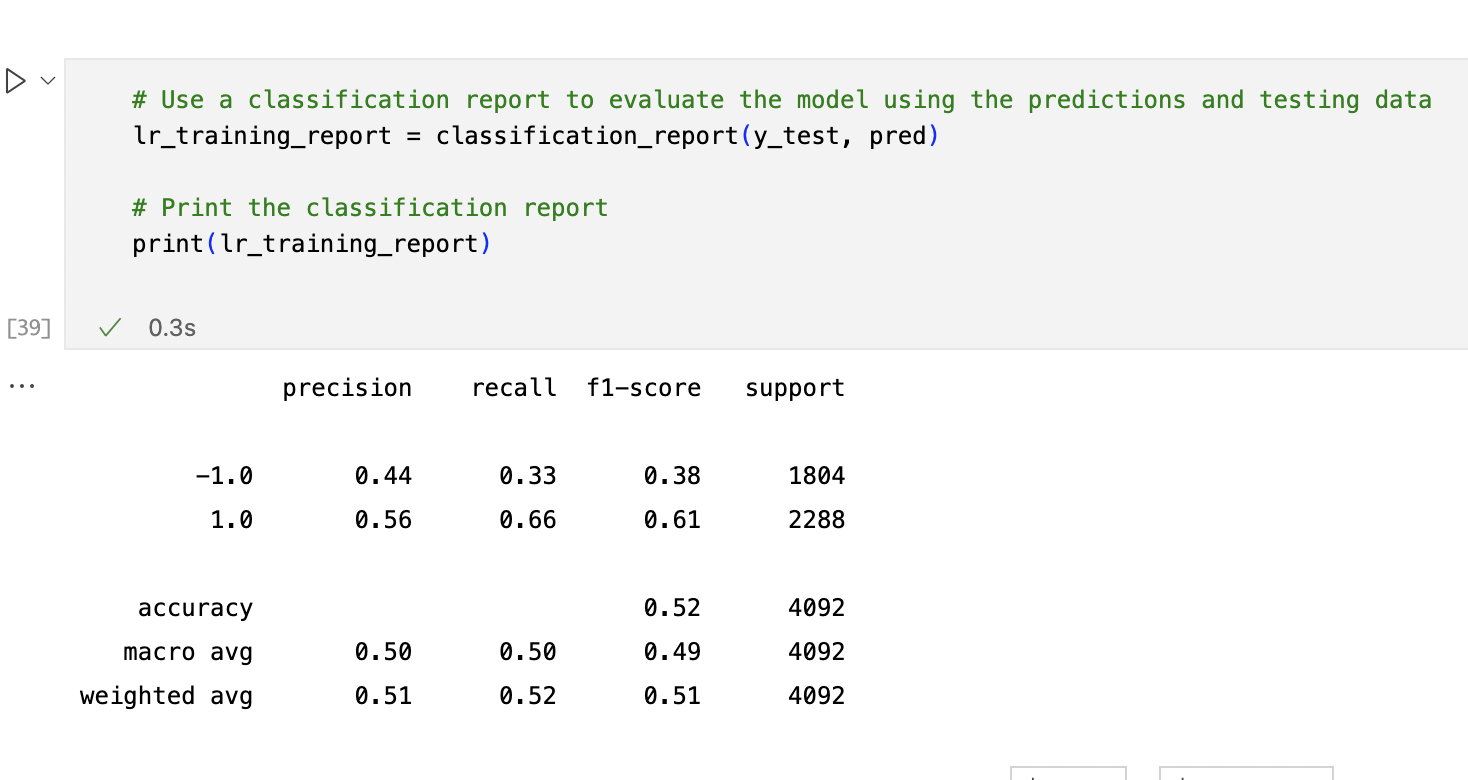 # Use a classification report to evaluate the model using the predictions and testing data
lr_training_report = classification_report(y_test, pred)
# Print the classification report
print(lr_training_report)
[39] 0.3s
precision recall f1-score support
-1.0 0.44 0.33 0.38 1804
1.0 0.56 0.66 0.61 2288
accuracy 0.52 4092
macro avg 0.50 0.50 0.49 4092
weighted avg 0.51 0.52 0.51 4092